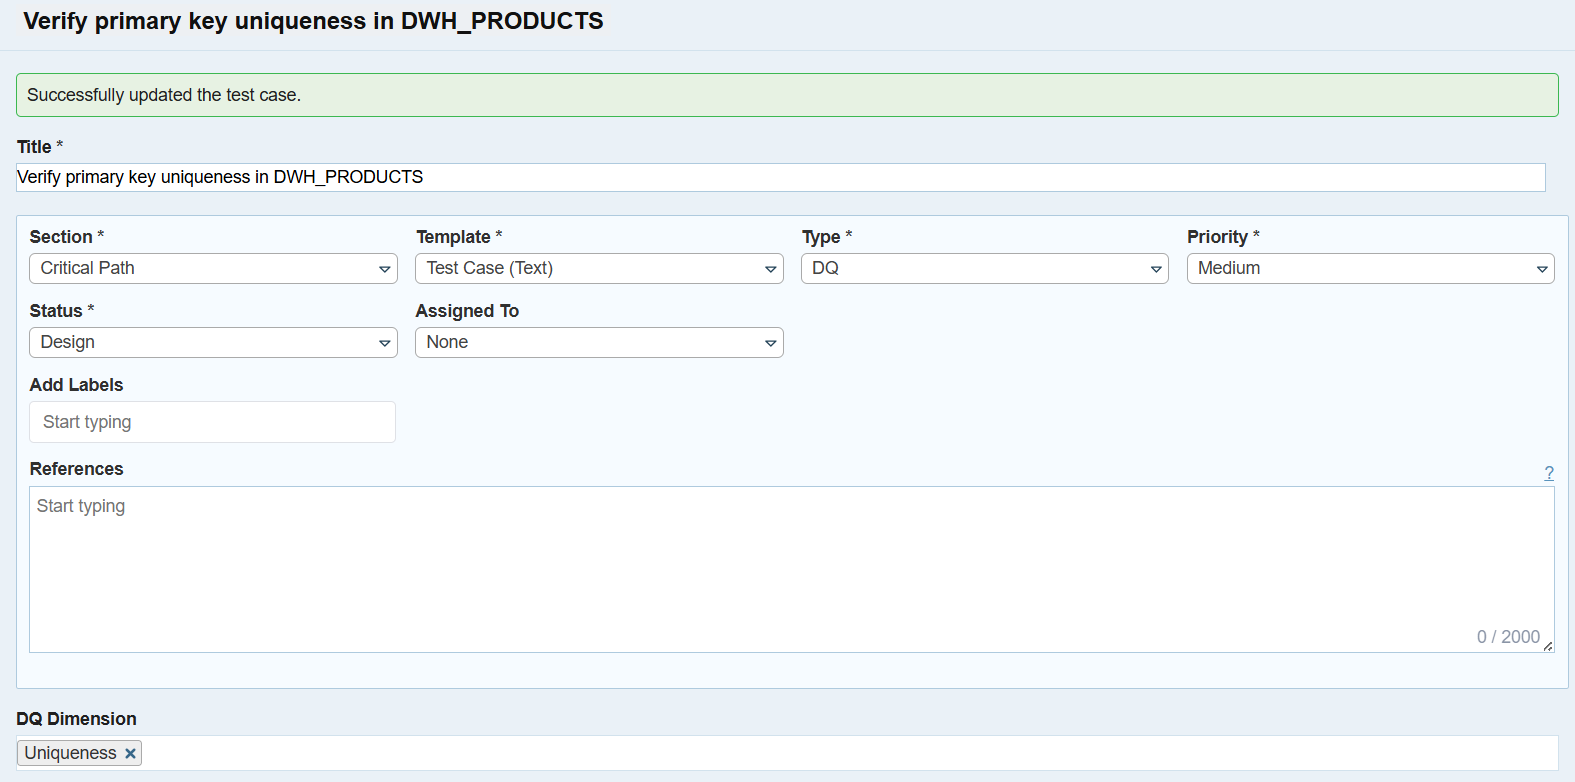 Verify primary key uniqueness in DWH_PRODUCTS
Successfully updated the test case.
Title *
Verify primary key uniqueness in DWH_PRODUCTS
Section * Template * Type * Priority *
Critical Path Test Case (Text) DQ Medium
Status * Assigned To
Design None
Add Labels
Start typing
References ?
Start typing
0 / 2000
DQ Dimension
Uniqueness ×